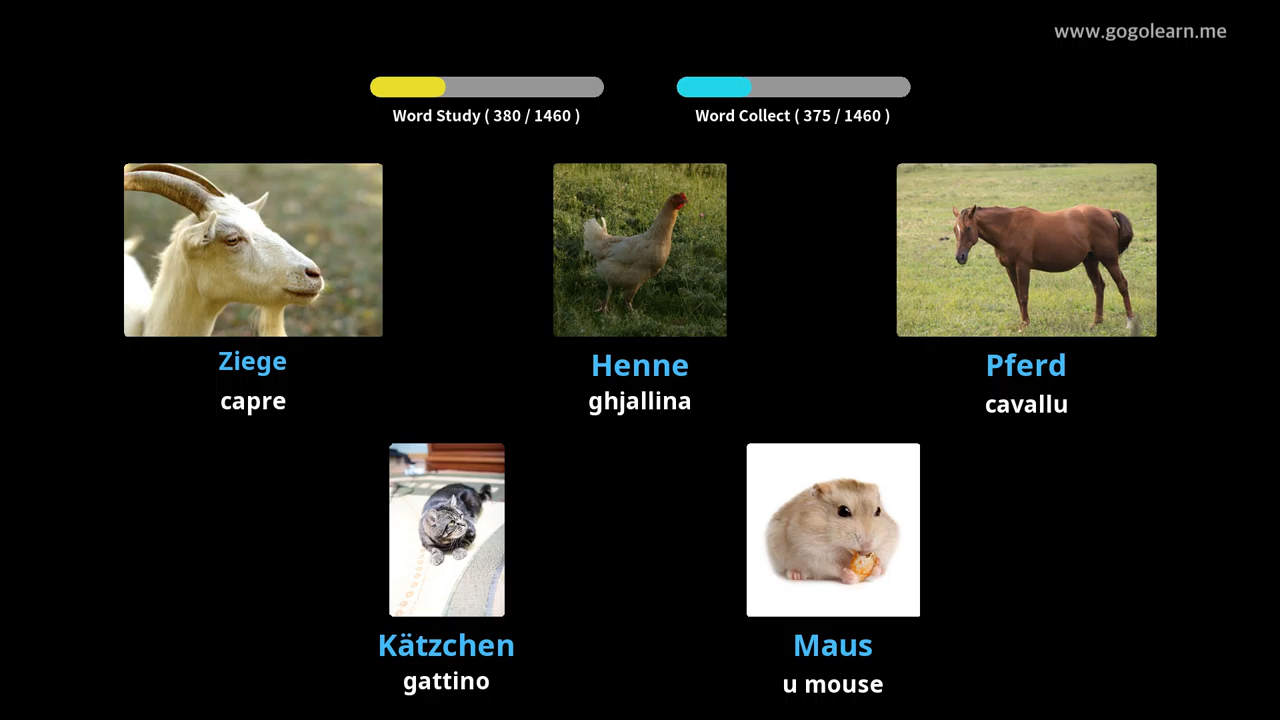 www.gogolearn.me
Word Study ( 380 / 1460 )
Word Collect ( 375 / 1460 )
Ziege
capre
Henne
ghjallina
Pferd
cavallu
Kätzchen
gattino
Maus
u mouse